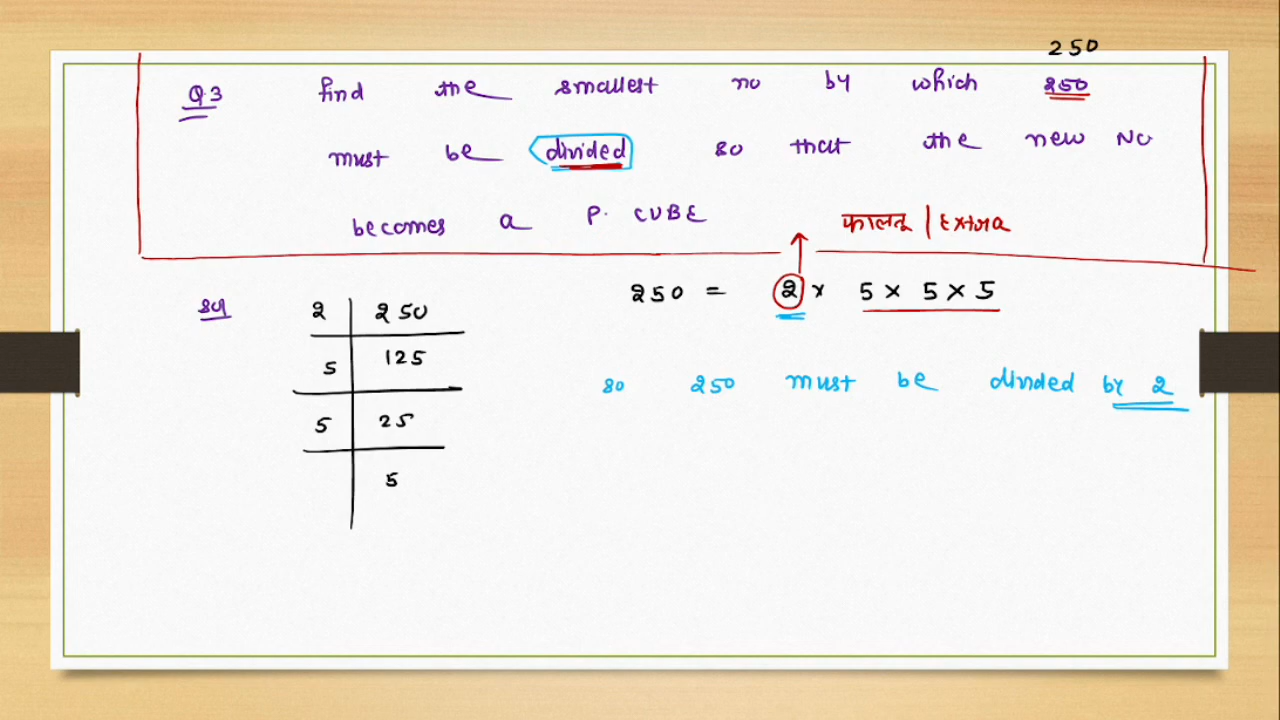 250
Q.3 find the smallest no by which 250
must be divided so that the new NO
becomes a P. CUBE
फालतू | Extra
Sol
2 | 250
5 | 125
5 | 25
5
250 = 2 x 5 x 5 x 5
so 250 must be divided by 2